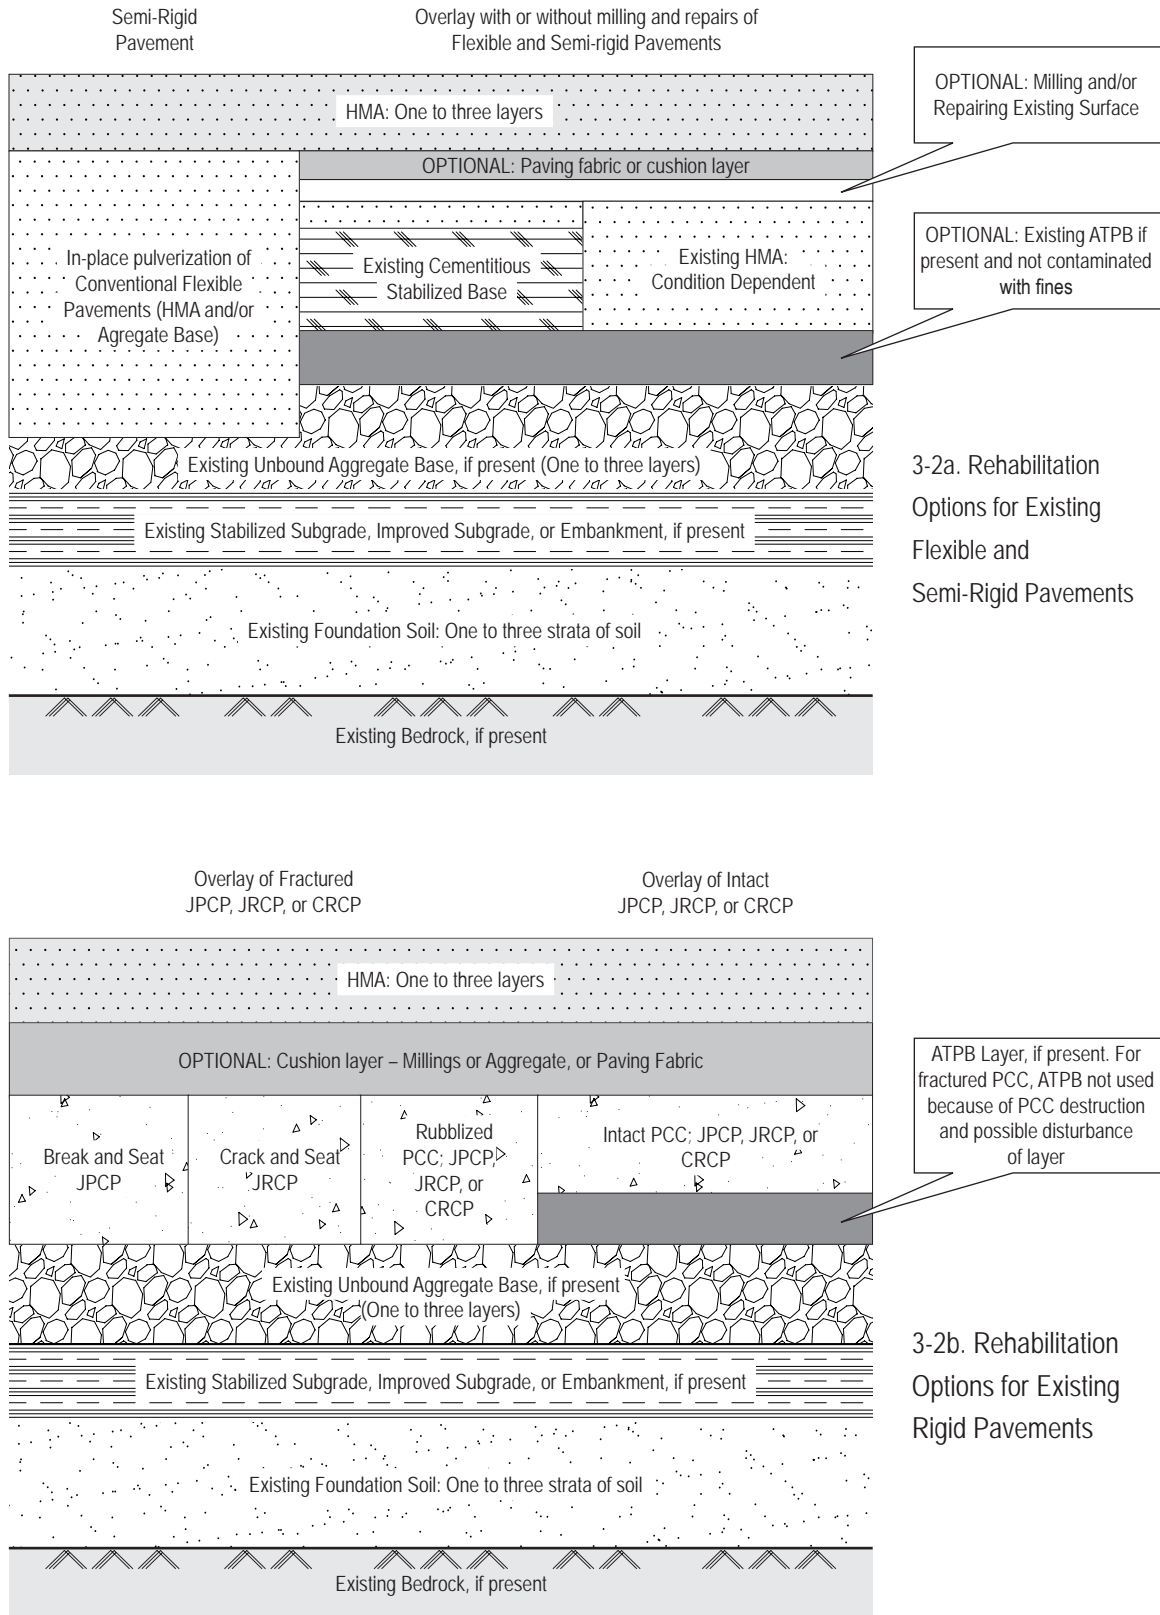 Semi-Rigid
Pavement
Overlay with or without milling and repairs of
Flexible and Semi-rigid Pavements
OPTIONAL: Milling and/or
Repairing Existing Surface
HMA: One to three layers
OPTIONAL: Paving fabric or cushion layer
OPTIONAL: Existing ATPB if
present and not contaminated
with fines
In-place pulverization of
Conventional Flexible
Pavements (HMA and/or
Agregate Base)
Existing Cementitious
Stabilized Base
Existing HMA:
Condition Dependent
Existing Unbound Aggregate Base, if present (One to three layers)
Existing Stabilized Subgrade, Improved Subgrade, or Embankment, if present
Existing Foundation Soil: One to three strata of soil
Existing Bedrock, if present
3-2a. Rehabilitation
Options for Existing
Flexible and
Semi-Rigid Pavements
Overlay of Fractured
JPCP, JRCP, or CRCP
Overlay of Intact
JPCP, JRCP, or CRCP
HMA: One to three layers
OPTIONAL: Cushion layer – Millings or Aggregate, or Paving Fabric
ATPB Layer, if present. For
fractured PCC, ATPB not used
because of PCC destruction
and possible disturbance
of layer
Break and Seat
JPCP
Crack and Seat
JRCP
Rubblized
PCC; JPCP,
JRCP, or
CRCP
Intact PCC; JPCP, JRCP, or
CRCP
Existing Unbound Aggregate Base, if present
(One to three layers)
Existing Stabilized Subgrade, Improved Subgrade, or Embankment, if present
Existing Foundation Soil: One to three strata of soil
Existing Bedrock, if present
3-2b. Rehabilitation
Options for Existing
Rigid Pavements